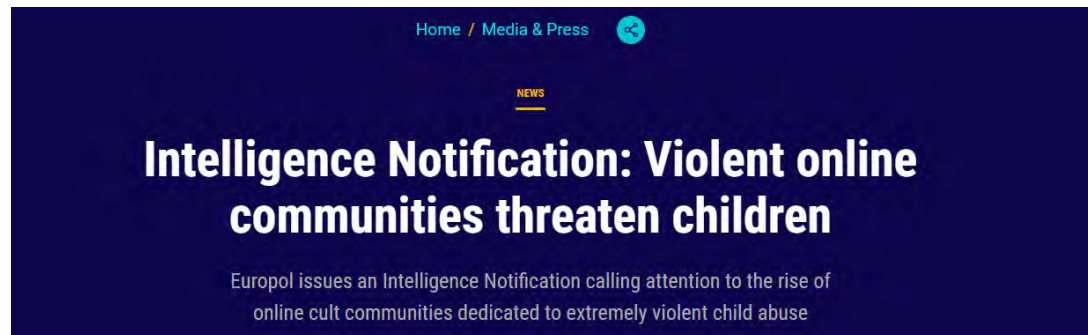 Home / Media & Press
NEWS
Intelligence Notification: Violent online
communities threaten children
Europol issues an Intelligence Notification calling attention to the rise of
online cult communities dedicated to extremely violent child abuse